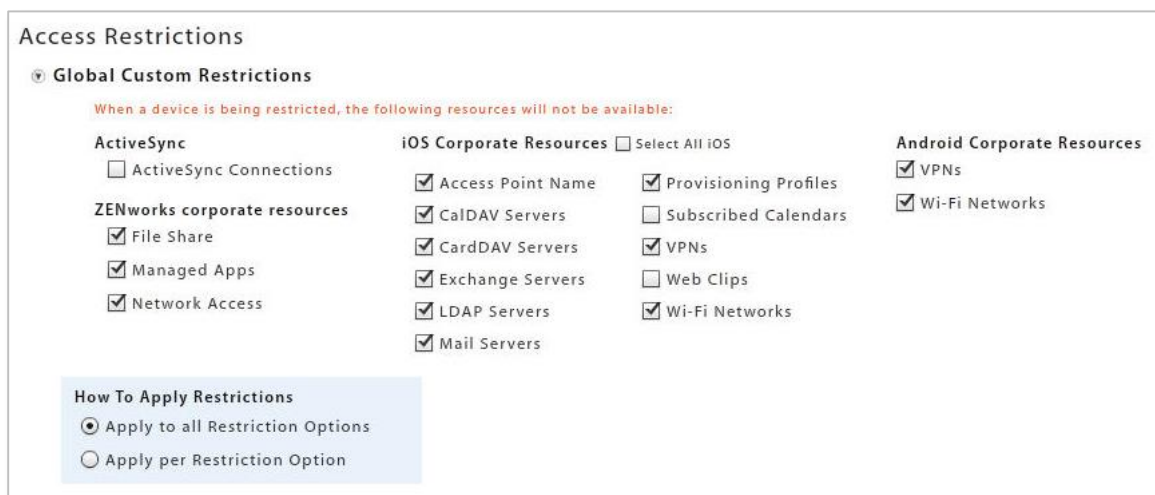 Access Restrictions
Global Custom Restrictions
When a device is being restricted, the following resources will not be available:
ActiveSync
ActiveSync Connections
ZENworks corporate resources
File Share
Managed Apps
Network Access
iOS Corporate Resources Select All iOS
Access Point Name
CalDAV Servers
CardDAV Servers
Exchange Servers
LDAP Servers
Mail Servers
Provisioning Profiles
Subscribed Calendars
VPNs
Web Clips
Wi-Fi Networks
Android Corporate Resources
VPNs
Wi-Fi Networks
How To Apply Restrictions
Apply to all Restriction Options
Apply per Restriction Option